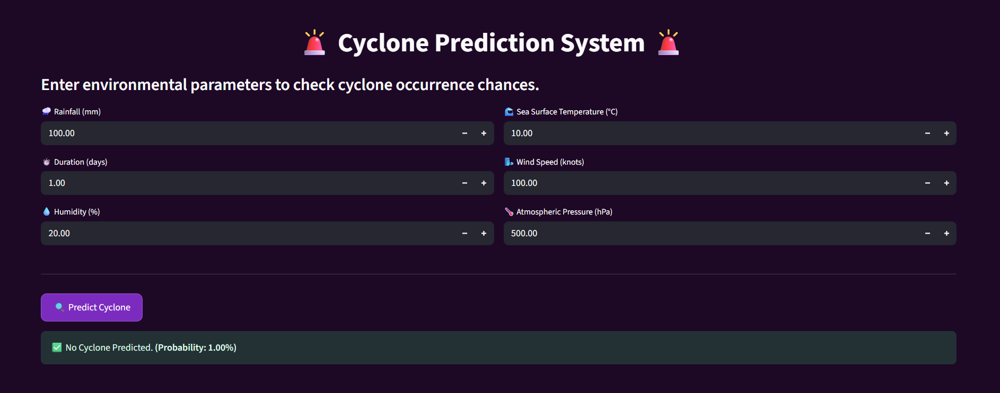 Cyclone Prediction System
Enter environmental parameters to check cyclone occurrence chances.
Rainfall (mm)
100.00
Sea Surface Temperature (°C)
10.00
Duration (days)
1.00
Wind Speed (knots)
100.00
Humidity (%)
20.00
Atmospheric Pressure (hPa)
500.00
Predict Cyclone
No Cyclone Predicted. (Probability: 1.00%)